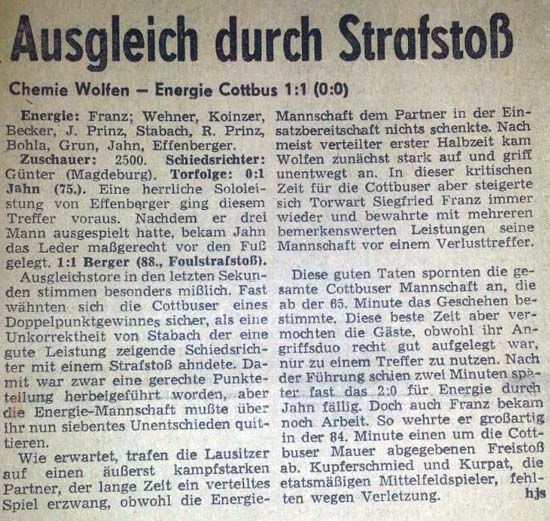 Ausgleich durch Strafstoß
Chemie Wolfen — Energie Cottbus 1:1 (0:0)
Energie: Franz; Wehner, Koinzer,
Becker, J. Prinz, Stabach, R. Prinz,
Bohla, Grun, Jahn, Effenberger.
Zuschauer: 2500. Schiedsrichter:
Günter (Magdeburg). Torfolge: 0:1
Jahn (75.). Eine herrliche Sololei-
stung von Effenberger ging diesem
Treffer voraus. Nachdem er drei
Mann ausgespielt hatte, bekam Jahn
das Leder maßgerecht vor den Fuß
gelegt. 1:1 Berger (88., Foulstrafstoß).
Ausgleichstore in den letzten Sekun-
den stimmen besonders mißlich. Fast
wähnten sich die Cottbuser eines
Doppelpunktgewinnes sicher, als eine
Unkorrektheit von Stabach der eine
gute Leistung zeigende Schiedsrich-
ter mit einem Strafstoß ahndete. Da-
mit war zwar eine gerechte Punkte-
teilung herbeigeführt worden, aber
die Energie-Mannschaft mußte über
ihr nun siebentes Unentschieden quit-
tieren.
Wie erwartet, trafen die Lausitzer
auf einen äußerst kampfstarken
Partner, der lange Zeit ein verteiltes
Spiel erzwang, obwohl die Energie-
Mannschaft dem Partner in der Ein-
satzbereitschaft nichts schenkte. Nach
meist verteilter erster Halbzeit kam
Wolfen zunächst stark auf und griff
unentwegt an. In dieser kritischen
Zeit für die Cottbuser aber steigerte
sich Torwart Siegfried Franz immer
wieder und bewahrte mit mehreren
bemerkenswerten Leistungen seine
Mannschaft vor einem Verlusttreffer.
Diese guten Taten spornten die ge-
samte Cottbuser Mannschaft an, die
ab der 65. Minute das Geschehen be-
stimmte. Diese beste Zeit aber ver-
mochten die Gäste, obwohl ihr An-
griffsduo recht gut aufgelegt war,
nur zu einem Treffer zu nutzen. Nach
der Führung schien zwei Minuten spä-
ter fast das 2:0 für Energie durch
Jahn fällig. Doch auch Franz bekam
noch Arbeit. So wehrte er großartig
in der 84. Minute einen um die Cott-
buser Mauer abgegebenen Freistoß
ab. Kupferschmied und Kurpat, die
etatsmäßigen Mittelfeldspieler, fehl-
ten wegen Verletzung. hjs